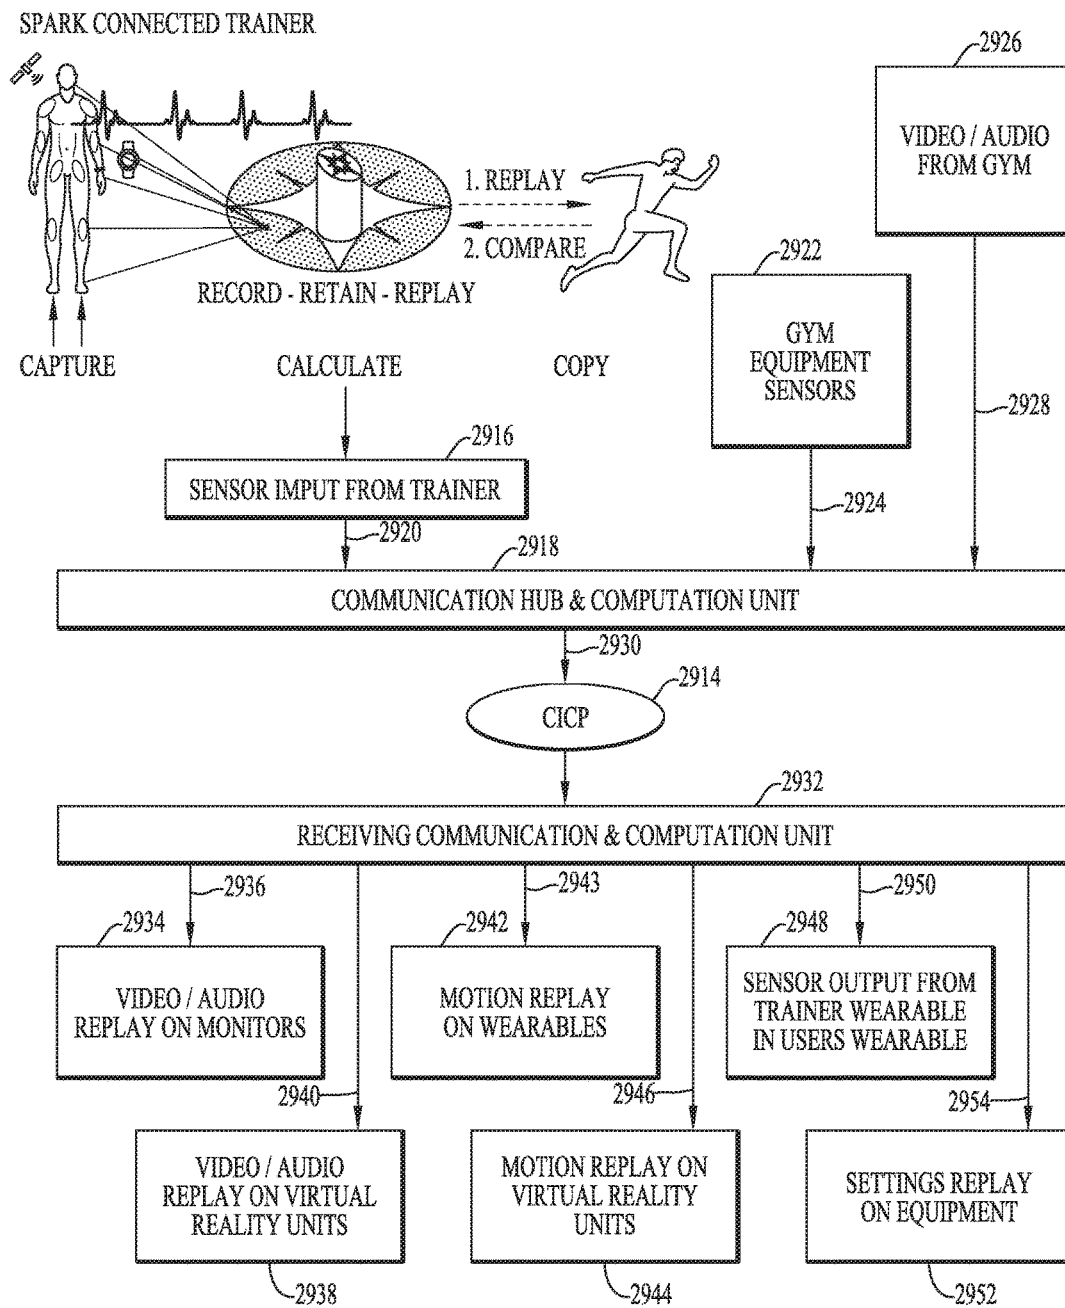 SPARK CONNECTED TRAINER
2926
VIDEO / AUDIO
FROM GYM
1. REPLAY
2. COMPARE
2922
RECORD - RETAIN - REPLAY
GYM
EQUIPMENT
SENSORS
CAPTURE
CALCULATE
COPY
2928
2916
SENSOR IMPUT FROM TRAINER
2924
2920
2918
COMMUNICATION HUB & COMPUTATION UNIT
2930
2914
CICP
2932
RECEIVING COMMUNICATION & COMPUTATION UNIT
2936
2943
2950
2934
2942
2948
VIDEO / AUDIO
REPLAY ON MONITORS
MOTION REPLAY
ON WEARABLES
SENSOR OUTPUT FROM
TRAINER WEARABLE
IN USERS WEARABLE
2940
2946
2954
VIDEO / AUDIO
REPLAY ON VIRTUAL
REALITY UNITS
MOTION REPLAY ON
VIRTUAL REALITY
UNITS
SETTINGS REPLAY
ON EQUIPMENT
2938
2944
2952